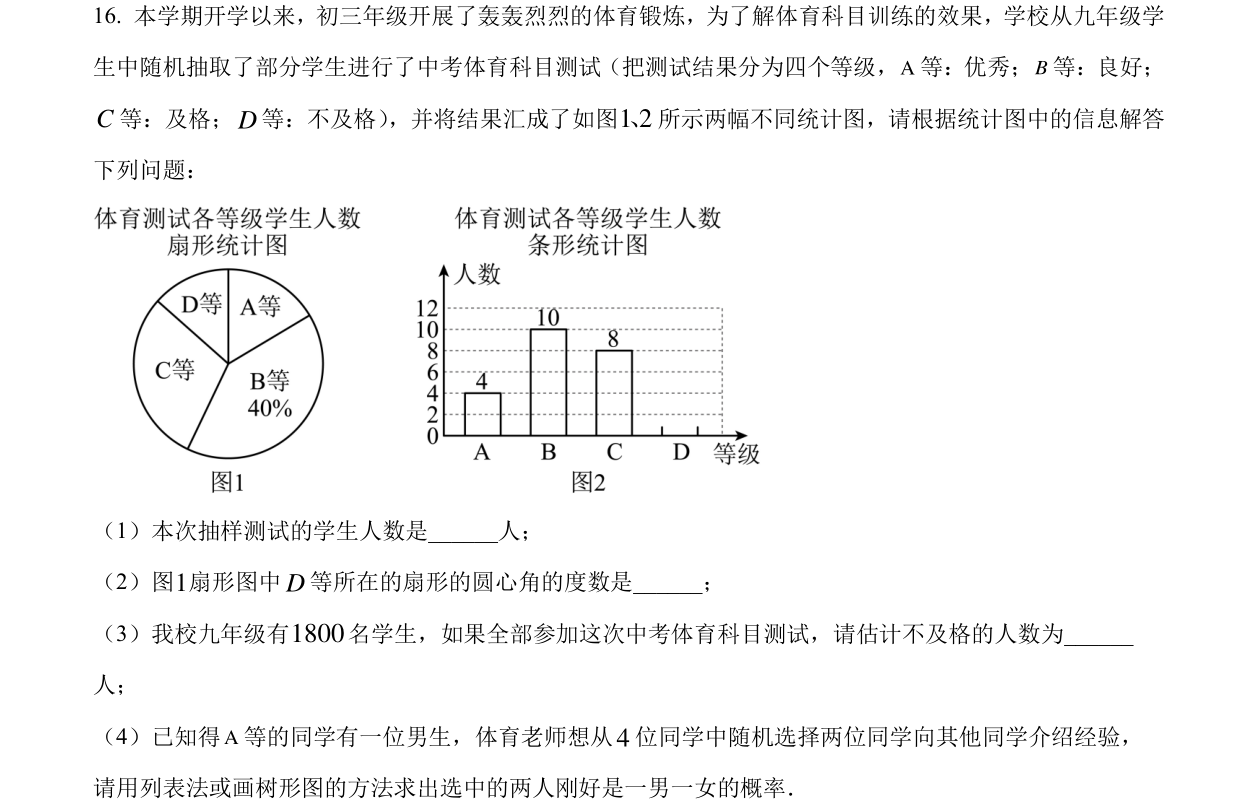 16. 本学期开学以来，初三年级开展了轰轰烈烈的体育锻炼，为了解体育科目训练的效果，学校从九年级学
生中随机抽取了部分学生进行了中考体育科目测试（把测试结果分为四个等级，A 等：优秀；B 等：良好；
C 等：及格；D 等：不及格），并将结果汇成了如图1、2 所示两幅不同统计图，请根据统计图中的信息解答
下列问题：
体育测试各等级学生人数
扇形统计图
D等
A等
C等
B等
40%
图1
体育测试各等级学生人数
条形统计图
人数
12
10
8
6
4
2
0
4
10
8
A B C D 等级
图2
（1）本次抽样测试的学生人数是______人；
（2）图1扇形图中 D 等所在的扇形的圆心角的度数是______；
（3）我校九年级有1800名学生，如果全部参加这次中考体育科目测试，请估计不及格的人数为______
人；
（4）已知得 A 等的同学有一位男生，体育老师想从 4 位同学中随机选择两位同学向其他同学介绍经验，
请用列表法或画树形图的方法求出选中的两人刚好是一男一女的概率．